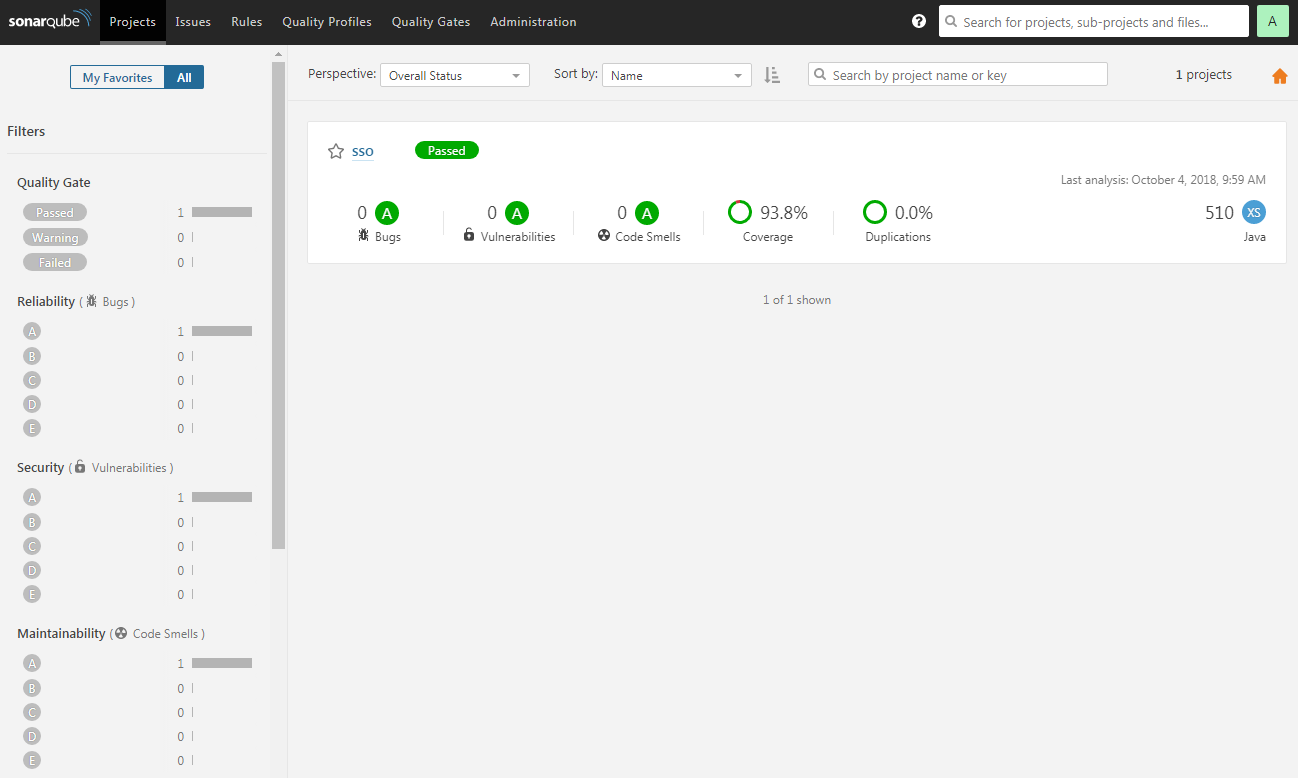 sonarqube Projects Issues Rules Quality Profiles Quality Gates Administration ? Search for projects, sub-projects and files... A
My Favorites All
Perspective: Overall Status Sort by: Name Search by project name or key 1 projects
Filters
sso Passed
Last analysis: October 4, 2018, 9:59 AM
0 A 0 A 0 A 93.8% 0.0% 510 XS
Bugs Vulnerabilities Code Smells Coverage Duplications Java
1 of 1 shown
Quality Gate
Passed 1
Warning 0
Failed 0
Reliability ( Bugs )
A 1
B 0
C 0
D 0
E 0
Security ( Vulnerabilities )
A 1
B 0
C 0
D 0
E 0
Maintainability ( Code Smells )
A 1
B 0
C 0
D 0
E 0